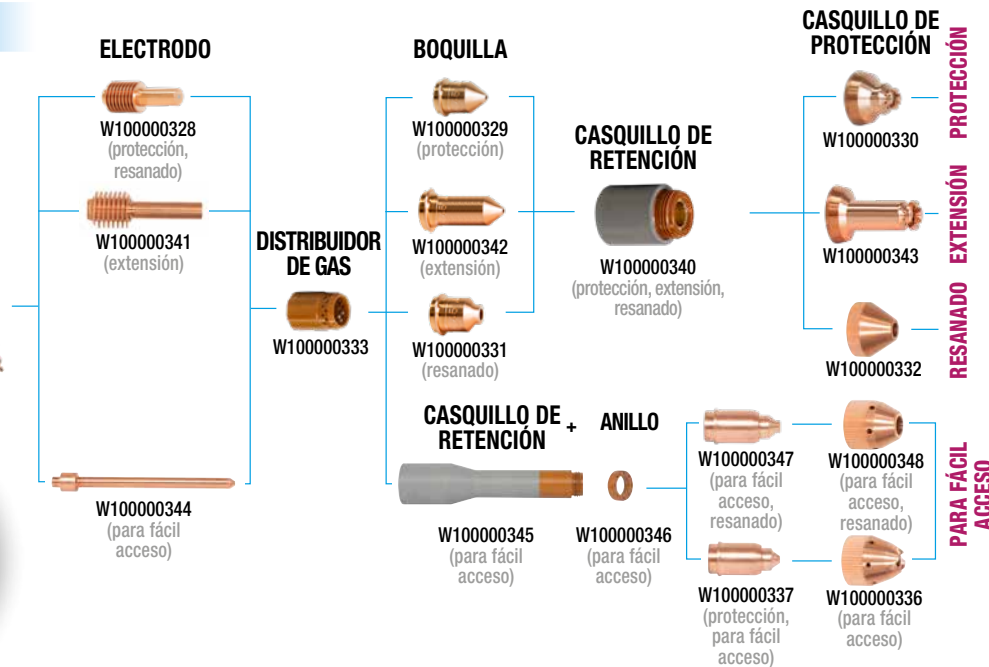 ELECTRODO
W100000328
(protección,
resanado)
W100000341
(extensión)
W100000344
(para fácil
acceso)
DISTRIBUIDOR
DE GAS
W100000333
BOQUILLA
W100000329
(protección)
W100000342
(extensión)
W100000331
(resanado)
CASQUILLO DE
RETENCIÓN
W100000340
(protección, extensión,
resanado)
CASQUILLO DE
PROTECCIÓN
W100000330
PROTECCIÓN
W100000343
EXTENSIÓN
W100000332
RESANADO
CASQUILLO DE
RETENCIÓN
+
ANILLO
W100000345
(para fácil
acceso)
W100000346
(para fácil
acceso)
W100000347
(para fácil
acceso,
resanado)
W100000348
(para fácil
acceso,
resanado)
W100000337
(protección,
para fácil
acceso)
W100000336
(para fácil
acceso)
PARA FÁCIL
ACCESO